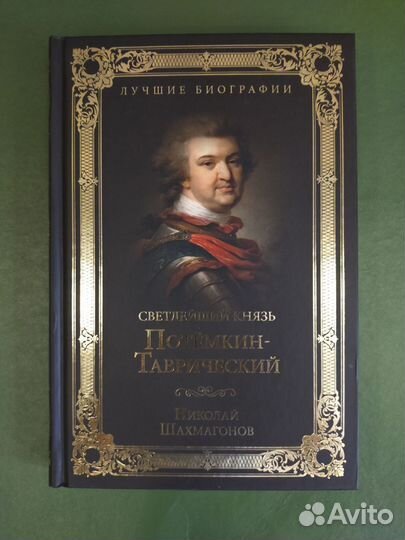 ЛУЧШИЕ БИОГРАФИИ
СВЕТЛЕЙШИЙ КНЯЗЬ
ПОТЁМКИН-
ТАВРИЧЕСКИЙ
НИКОЛАЙ
ШАХМАГОНОВ
Avito